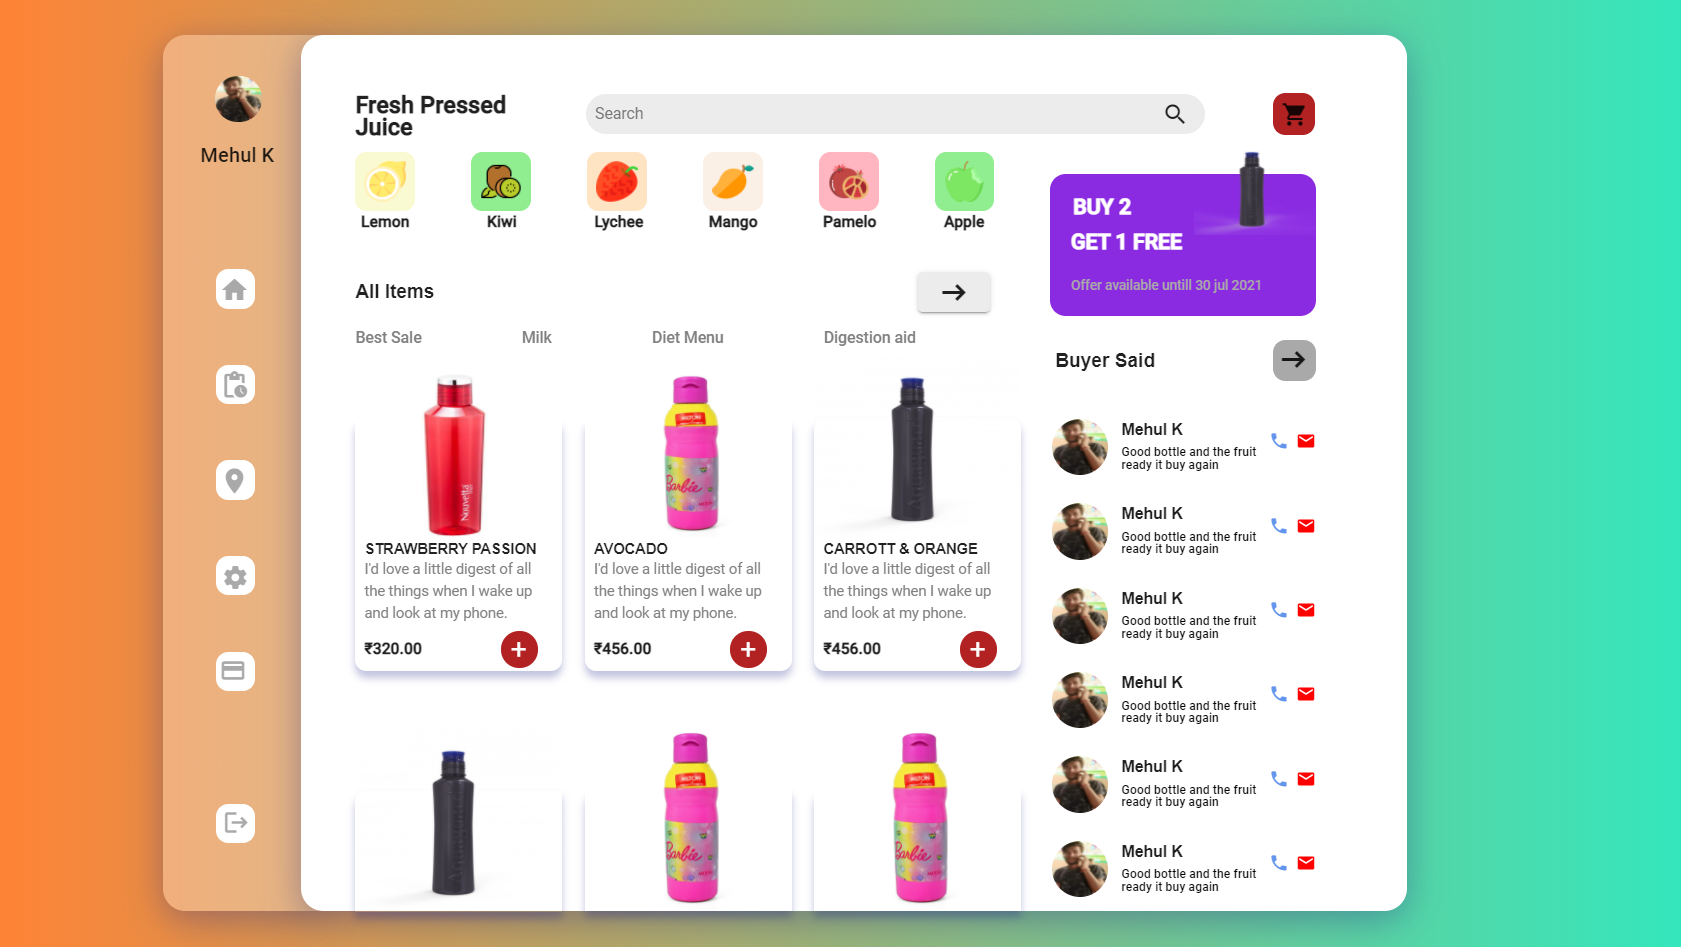 Mehul K
Fresh Pressed
Juice
Search
Lemon
Kiwi
Lychee
Mango
Pamelo
Apple
BUY 2
GET 1 FREE
Offer available untill 30 jul 2021
All Items
Best Sale
Milk
Diet Menu
Digestion aid
Nouvetta
Barbie
STRAWBERRY PASSION
I'd love a little digest of all
the things when I wake up
and look at my phone.
₹320.00
AVOCADO
I'd love a little digest of all
the things when I wake up
and look at my phone.
₹456.00
CARROTT & ORANGE
I'd love a little digest of all
the things when I wake up
and look at my phone.
₹456.00
Barbie
Barbie
Buyer Said
Mehul K
Good bottle and the fruit
ready it buy again
Mehul K
Good bottle and the fruit
ready it buy again
Mehul K
Good bottle and the fruit
ready it buy again
Mehul K
Good bottle and the fruit
ready it buy again
Mehul K
Good bottle and the fruit
ready it buy again
Mehul K
Good bottle and the fruit
ready it buy again